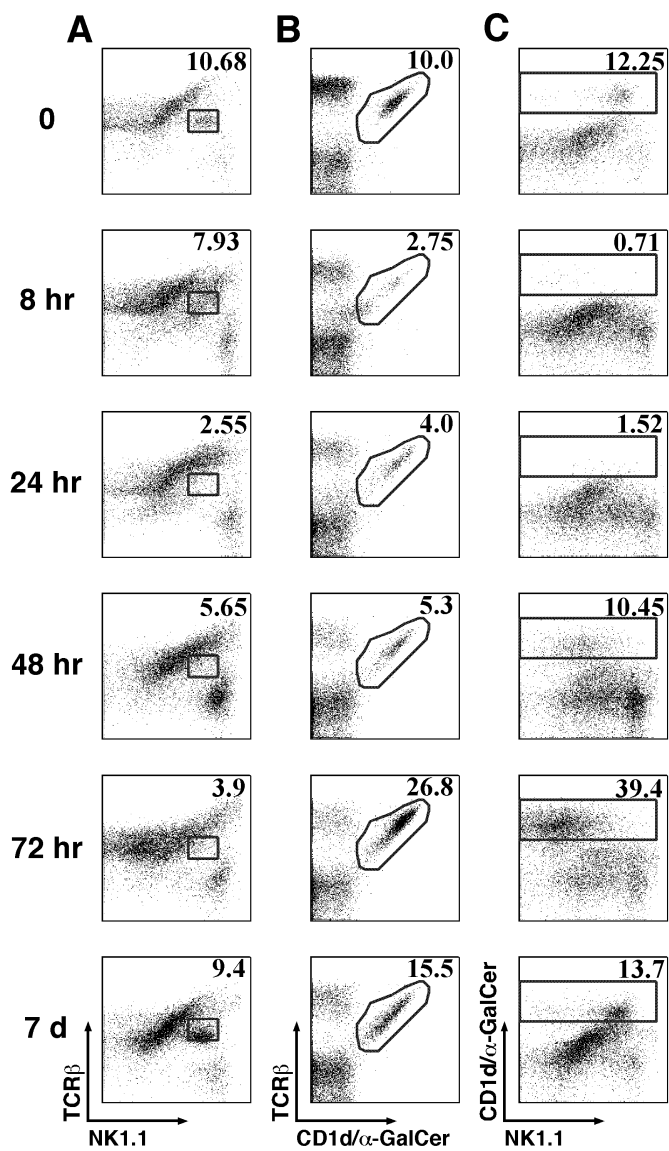 A B C
0 10.68 10.0 12.25
8 hr 7.93 2.75 0.71
24 hr 2.55 4.0 1.52
48 hr 5.65 5.3 10.45
72 hr 3.9 26.8 39.4
7 d 9.4 15.5 13.7
TCRβ TCRβ CD1d/α-GalCer
NK1.1 CD1d/α-GalCer NK1.1